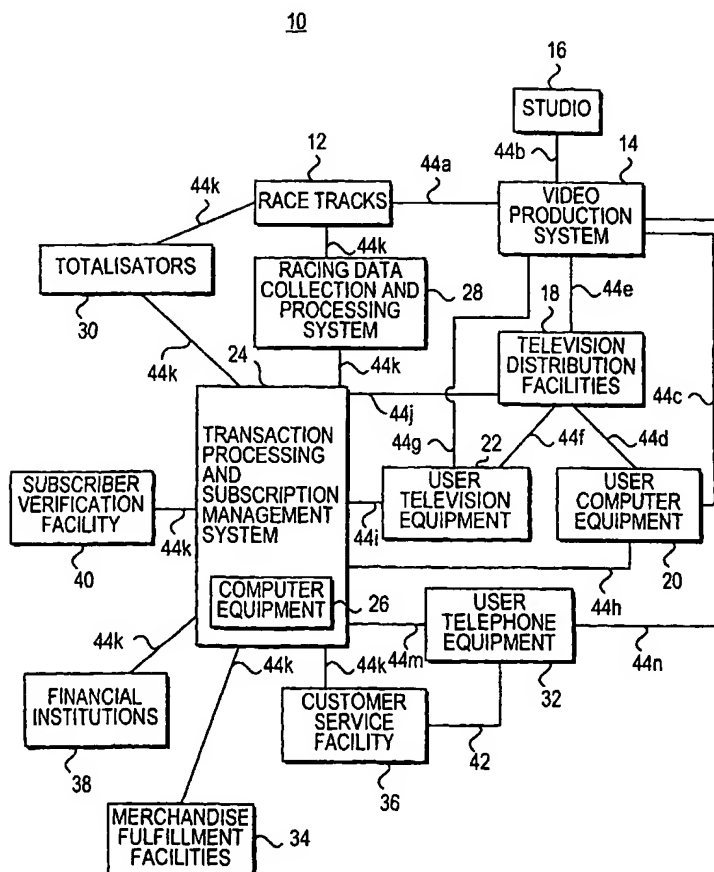 10
16
STUDIO
12
44a
44b
14
44k
RACE TRACKS
VIDEO
PRODUCTION
SYSTEM
44k
TOTALISATORS
30
RACING DATA
COLLECTION AND
PROCESSING
SYSTEM
28
44e
18
44k
24
44k
TELEVISION
DISTRIBUTION
FACILITIES
44j
44c
TRANSACTION
PROCESSING
AND
SUBSCRIPTION
MANAGEMENT
SYSTEM
44g
44f
44d
22
SUBSCRIBER
VERIFICATION
FACILITY
44k
40
USER
TELEVISION
EQUIPMENT
44i
USER
COMPUTER
EQUIPMENT
20
44h
COMPUTER
EQUIPMENT
26
USER
TELEPHONE
EQUIPMENT
44k
44m
44n
32
44k
44k
FINANCIAL
INSTITUTIONS
38
CUSTOMER
SERVICE
FACILITY
42
36
MERCHANDISE
FULFILLMENT
FACILITIES
34